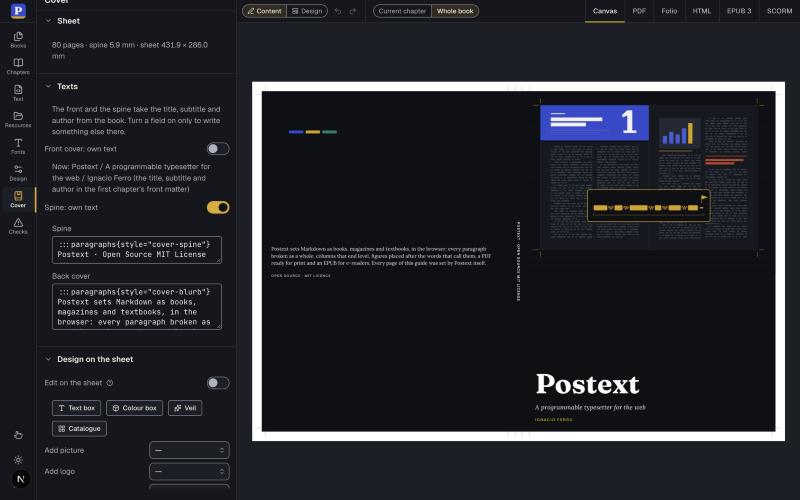 P
Books
Chapters
Text
Resources
Fonts
Design
Cover
Checks
N
Cover
Sheet
80 pages · spine 5.9 mm · sheet 431.9 × 286.0
mm
Texts
The front and the spine take the title, subtitle and
author from the book. Turn a field on only to write
something else there.
Front cover: own text
Now: Postext / A programmable typesetter for
the web / Ignacio Ferro (the title, subtitle and
author in the first chapter's front matter)
Spine: own text
Spine
:::paragraphs{style="cover-spine"}
Postext · Open Source MIT License
Back cover
:::paragraphs{style="cover-blurb"}
Postext sets Markdown as books,
magazines and textbooks, in the
browser: every paragraph broken as
Design on the sheet
Edit on the sheet
Text box
Colour box
Veil
Catalogue
Add picture
—
Add logo
—
Content
Design
Current chapter
Whole book
Canvas
PDF
Folio
HTML
EPUB 3
SCORM
Postext sets Markdown as books, magazines and textbooks, in the browser: every paragraph
broken as a whole, columns that end level, figures placed after the words that call them, a PDF
ready for print and an EPUB for e-readers. Every page of this guide was set by Postext itself.
OPEN SOURCE · MIT LICENCE
POSTEXT · OPEN SOURCE MIT LICENSE
1
Postext
A programmable typesetter for the web
IGNACIO FERRO